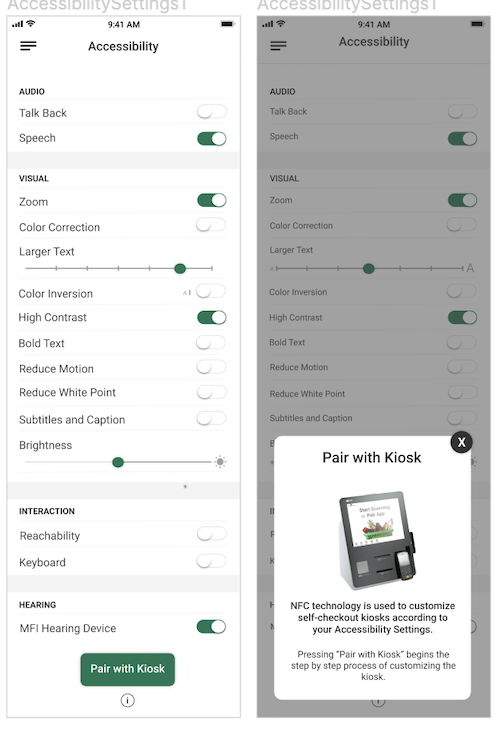 AccessibilitySettings1
9:41 AM
Accessibility
AUDIO
Talk Back
Speech
VISUAL
Zoom
Color Correction
Larger Text
Color Inversion
A
High Contrast
Bold Text
Reduce Motion
Reduce White Point
Subtitles and Caption
Brightness
INTERACTION
Reachability
Keyboard
HEARING
MFI Hearing Device
Pair with Kiosk
i
AccessibilitySettings1
9:41 AM
Accessibility
AUDIO
Talk Back
Speech
VISUAL
Zoom
Color Correction
Larger Text
A
A
Color Inversion
High Contrast
Bold Text
Reduce Motion
Reduce White Point
Subtitles and Caption
X
Pair with Kiosk
Start Scanning
or Pair App
NFC technology is used to customize
self-checkout kiosks according to
your Accessibility Settings.
Pressing "Pair with Kiosk" begins the
step by step process of customizing the
kiosk.
i